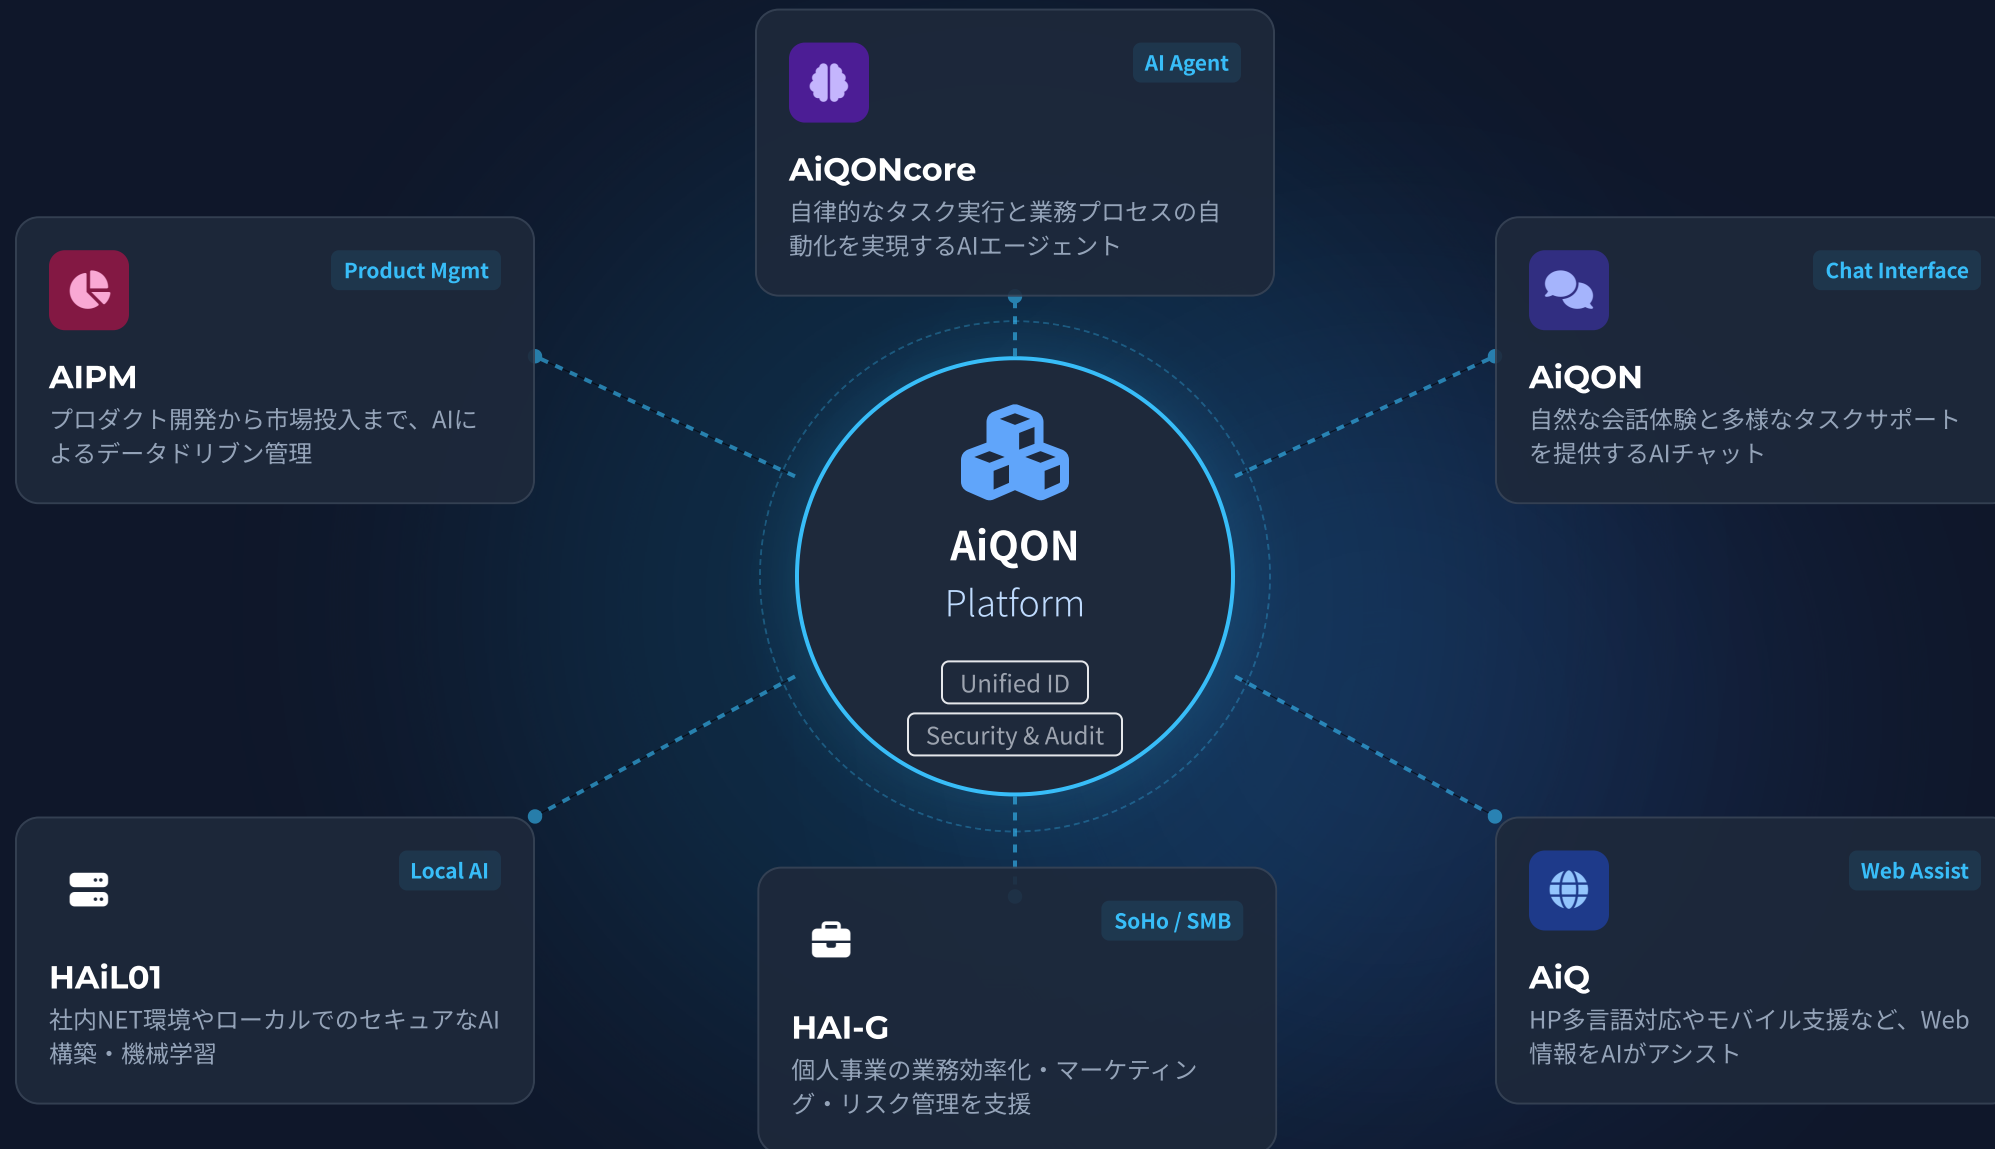 AI Agent
AiQONcore
自律的なタスク実行と業務プロセスの自
動化を実現するAIエージェント
Product Mgmt
AIPM
プロダクト開発から市場投入まで、AIに
よるデータドリブン管理
Chat Interface
AiQON
自然な会話体験と多様なタスクサポート
を提供するAIチャット
AiQON
Platform
Unified ID
Security & Audit
Local AI
HAiL01
社内NET環境やローカルでのセキュアなAI
構築・機械学習
SoHo / SMB
HAI-G
個人事業の業務効率化・マーケティン
グ・リスク管理を支援
Web Assist
AiQ
HP多言語対応やモバイル支援など、Web
情報をAIがアシスト